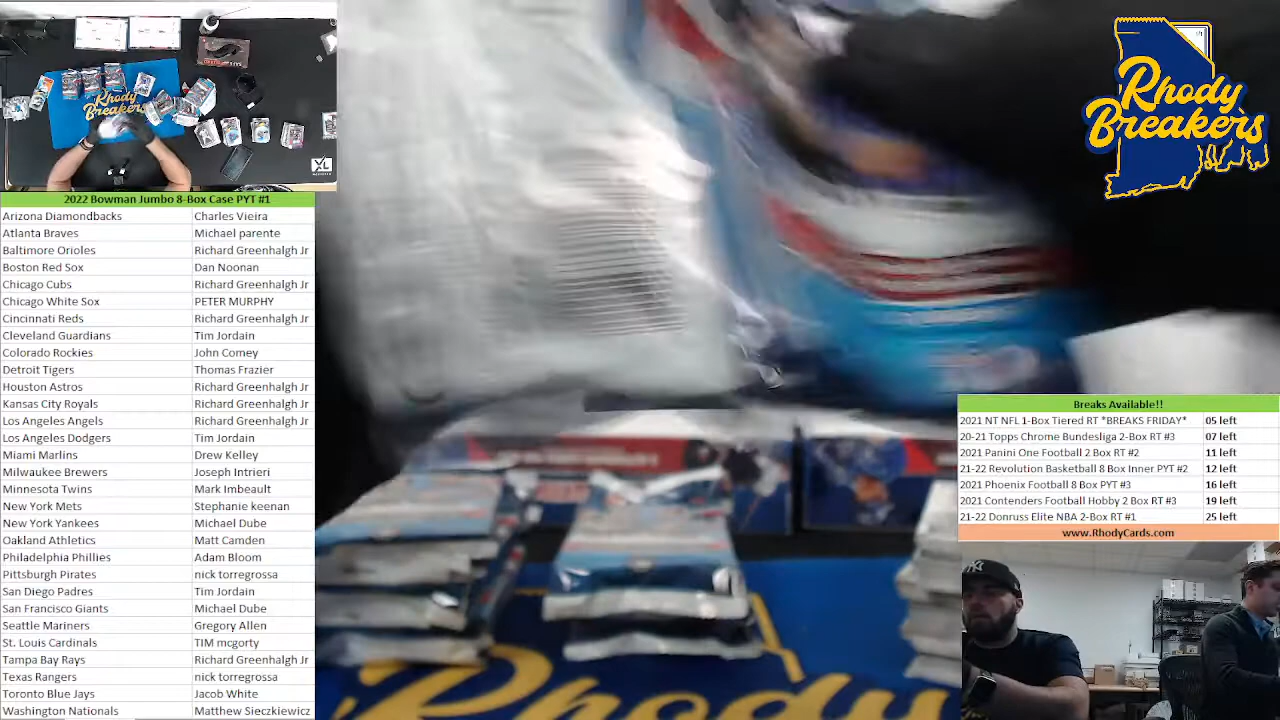 Rhody
Breakers
XL
2022 Bowman Jumbo 8-Box Case PYT #1
Arizona Diamondbacks Charles Vieira
Atlanta Braves Michael parente
Baltimore Orioles Richard Greenhalgh Jr
Boston Red Sox Dan Noonan
Chicago Cubs Richard Greenhalgh Jr
Chicago White Sox PETER MURPHY
Cincinnati Reds Richard Greenhalgh Jr
Cleveland Guardians Tim Jordain
Colorado Rockies John Comey
Detroit Tigers Thomas Frazier
Houston Astros Richard Greenhalgh Jr
Kansas City Royals Richard Greenhalgh Jr
Los Angeles Angels Richard Greenhalgh Jr
Los Angeles Dodgers Tim Jordain
Miami Marlins Drew Kelley
Milwaukee Brewers Joseph Intrieri
Minnesota Twins Mark Imbeault
New York Mets Stephanie keenan
New York Yankees Michael Dube
Oakland Athletics Matt Camden
Philadelphia Phillies Adam Bloom
Pittsburgh Pirates nick torregrossa
San Diego Padres Tim Jordain
San Francisco Giants Michael Dube
Seattle Mariners Gregory Allen
St. Louis Cardinals TIM mcgorty
Tampa Bay Rays Richard Greenhalgh Jr
Texas Rangers nick torregrossa
Toronto Blue Jays Jacob White
Washington Nationals Matthew Sieczkiewicz
Rhody
Breakers
Breaks Available!!
2021 NT NFL 1-Box Tiered RT *BREAKS FRIDAY* 05 left
20-21 Topps Chrome Bundesliga 2-Box RT #3 07 left
2021 Panini One Football 2 Box RT #2 11 left
21-22 Revolution Basketball 8 Box Inner PYT #2 12 left
2021 Phoenix Football 8 Box PYT #3 16 left
2021 Contenders Football Hobby 2 Box RT #3 19 left
21-22 Donruss Elite NBA 2-Box RT #1 25 left
www.RhodyCards.com
Rhody